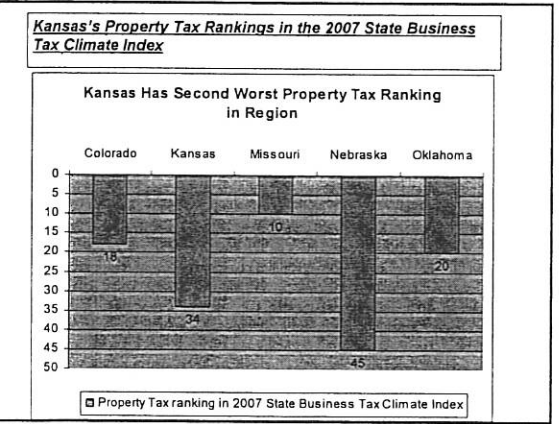 Kansas's Property Tax Rankings in the 2007 State Business
Tax Climate Index
Kansas Has Second Worst Property Tax Ranking
in Region
Colorado Kansas Missouri Nebraska Oklahoma
0
5
10
15
20
25
30
35
40
45
50
18
34
10
45
20
Property Tax ranking in 2007 State Business Tax Climate Index